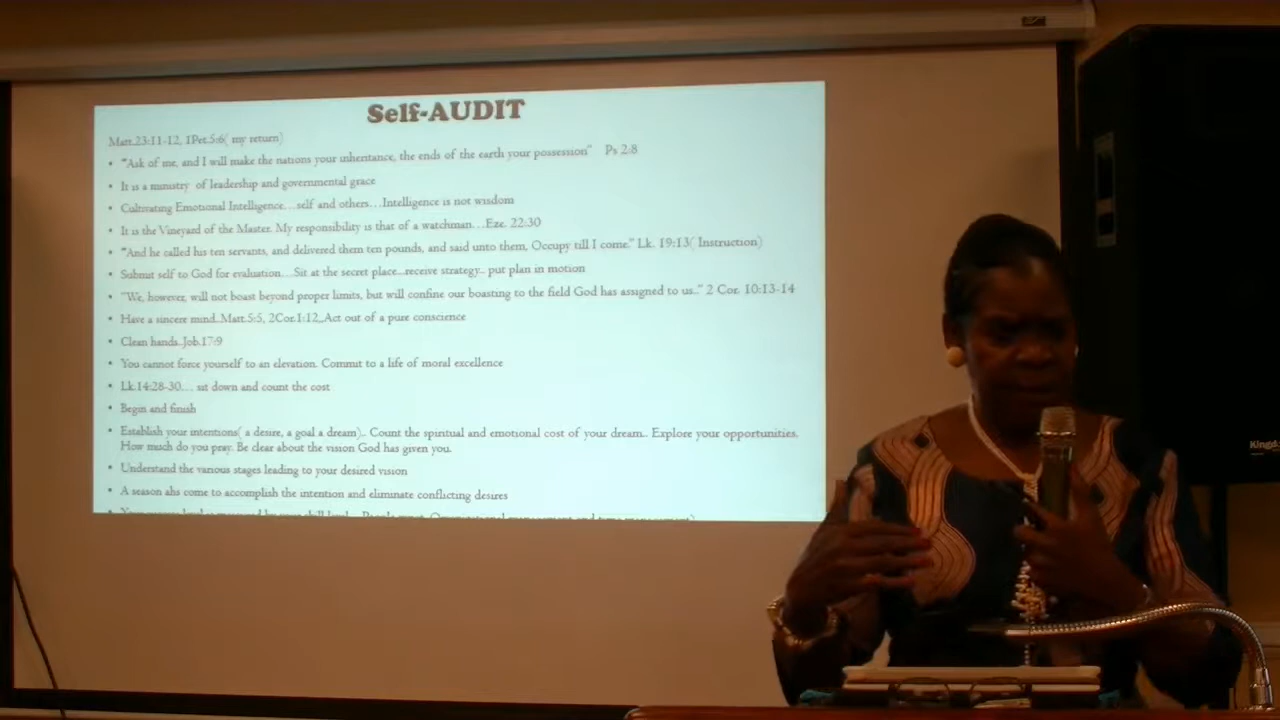 Self-AUDIT
Matt.23:11-12, 1Pet.5:6( my return)
• "Ask of me, and I will make the nations your inheritance, the ends of the earth your possession" Ps 2:8
• It is a ministry of leadership and governmental grace
• Cultivating Emotional Intelligence…self and others…Intelligence is not wisdom
• It is the Vineyard of the Master. My responsibility is that of a watchman…Eze. 22:30
• "And he called his ten servants, and delivered them ten pounds, and said unto them, Occupy till I come." Lk. 19:13( Instruction)
• Submit self to God for evaluation…Sit at the secret place...receive strategy.. put plan in motion
• "We, however, will not boast beyond proper limits, but will confine our boasting to the field God has assigned to us.." 2 Cor. 10:13-14
• Have a sincere mind..Matt.5:5, 2Cor.1:12,,Act out of a pure conscience
• Clean hands..Job.17:9
• You cannot force yourself to an elevation. Commit to a life of moral excellence
• Lk.14:28-30.... sit down and count the cost
• Begin and finish
• Establish your intentions( a desire, a goal a dream).. Count the spiritual and emotional cost of your dream.. Explore your opportunities.
How much do you pray. Be clear about the vision God has given you.
• Understand the various stages leading to your desired vision
• A season ahs come to accomplish the intention and eliminate conflicting desires